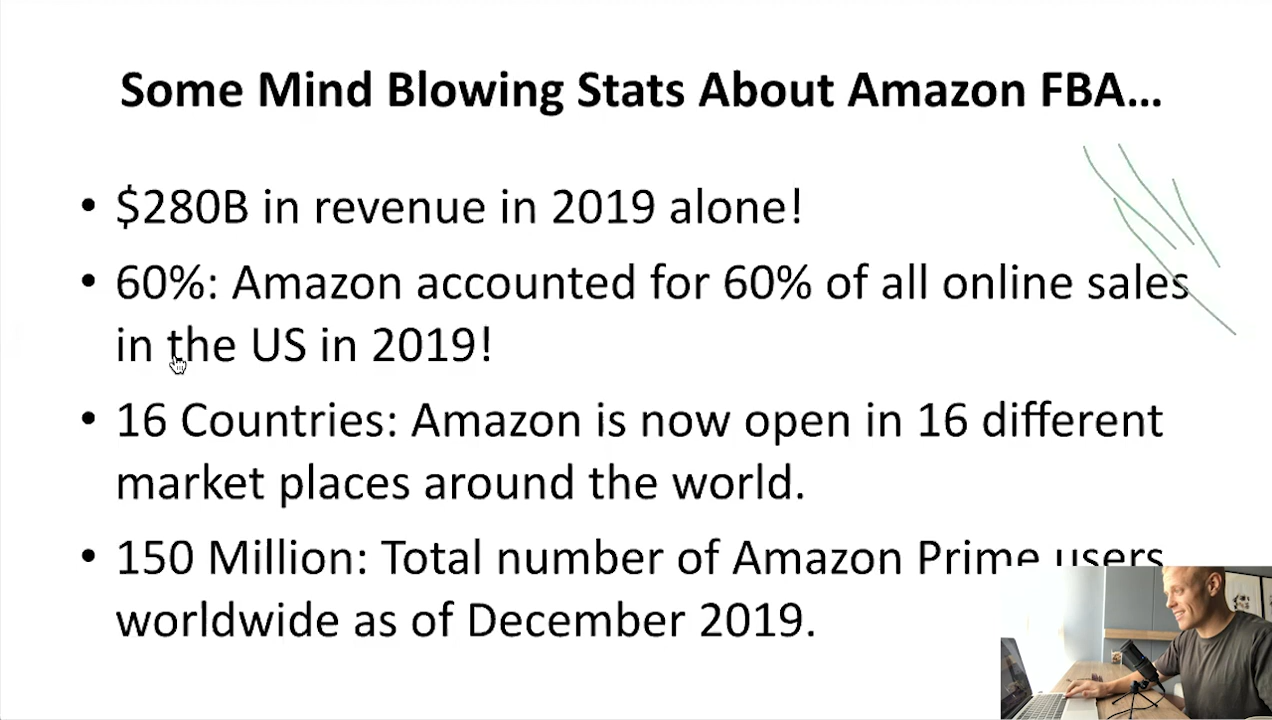 Some Mind Blowing Stats About Amazon FBA...
• $280B in revenue in 2019 alone!
• 60%: Amazon accounted for 60% of all online sales
in the US in 2019!
• 16 Countries: Amazon is now open in 16 different
market places around the world.
• 150 Million: Total number of Amazon Prime users
worldwide as of December 2019.